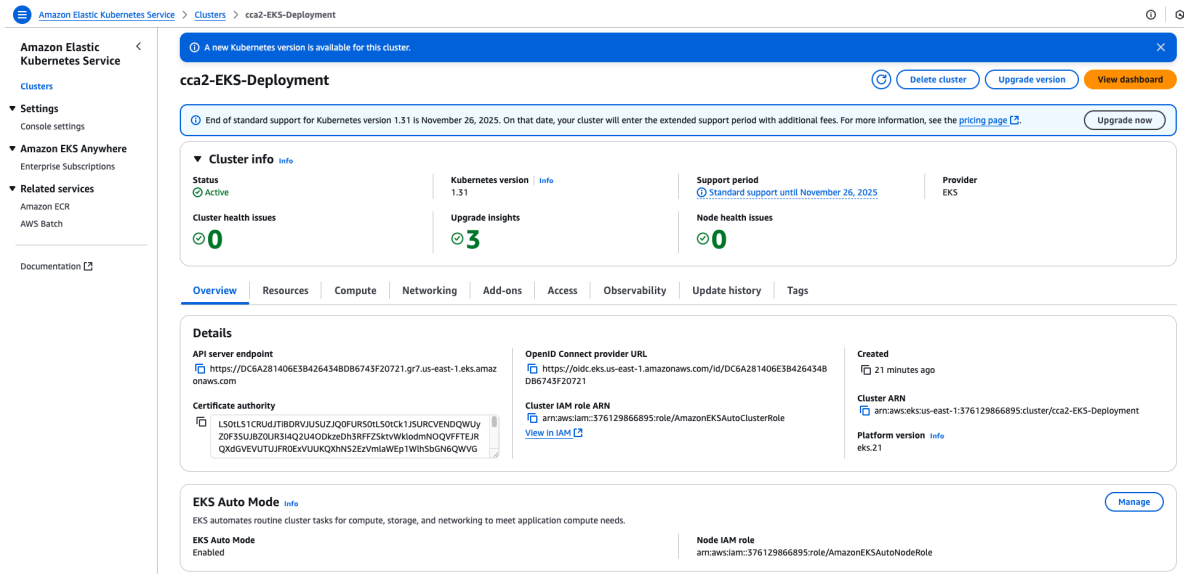 Amazon Elastic Kubernetes Service > Clusters > cca2-EKS-Deployment
Amazon Elastic Kubernetes Service
Clusters
Settings
Console settings
Amazon EKS Anywhere
Enterprise Subscriptions
Related services
Amazon ECR
AWS Batch
Documentation
A new Kubernetes version is available for this cluster.
cca2-EKS-Deployment
Delete cluster
Upgrade version
View dashboard
End of standard support for Kubernetes version 1.31 is November 26, 2025. On that date, your cluster will enter the extended support period with additional fees. For more information, see the pricing page.
Upgrade now
Cluster info Info
Status
Active
Kubernetes version Info
1.31
Support period
Standard support until November 26, 2025
Provider
EKS
Cluster health issues
0
Upgrade insights
3
Node health issues
0
Overview Resources Compute Networking Add-ons Access Observability Update history Tags
Details
API server endpoint
https://DC6A281406E3B426434BDB6743F20721.gr7.us-east-1.eks.amaz
onaws.com
Certificate authority
OpenID Connect provider URL
https://oidc.eks.us-east-1.amazonaws.com/id/DC6A281406E3B426434B
DB6743F20721
Cluster IAM role ARN
arn:aws:iam::376129866895:role/AmazonEKSAutoClusterRole
View in IAM
Created
21 minutes ago
Cluster ARN
arn:aws:eks:us-east-1:376129866895:cluster/cca2-EKS-Deployment
Platform version Info
eks.21
EKS Auto Mode Info
Manage
EKS automates routine cluster tasks for compute, storage, and networking to meet application compute needs.
EKS Auto Mode
Enabled
Node IAM role
arn:aws:iam::376129866895:role/AmazonEKSAutoNodeRole